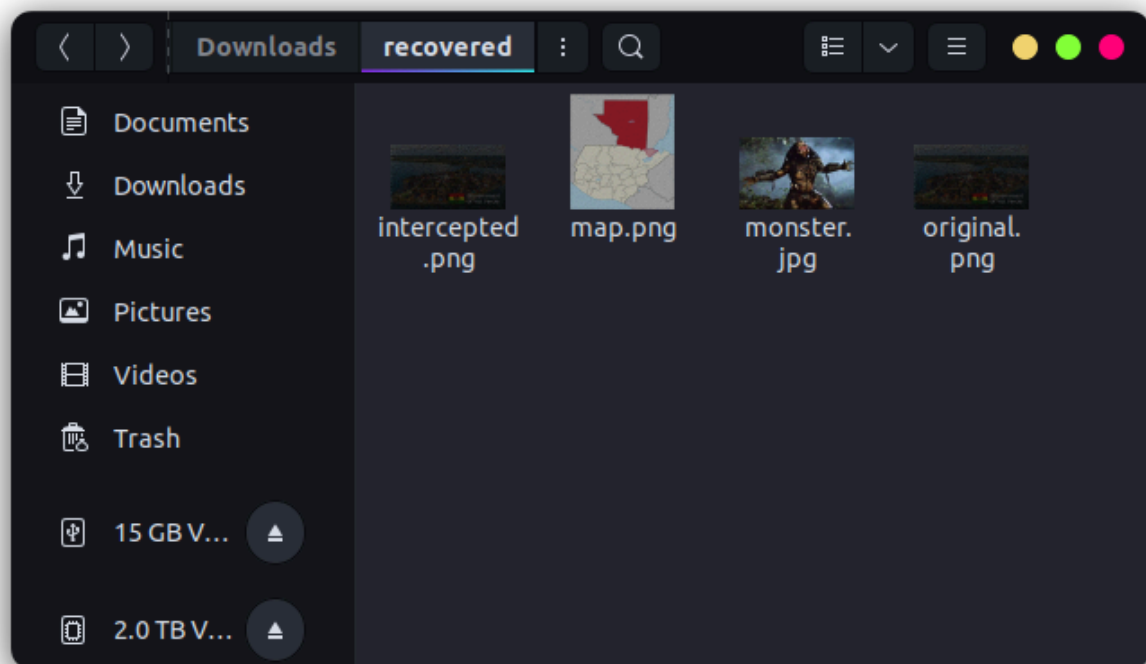 Downloads recovered
Documents
Downloads
Music
Pictures
Videos
Trash
15 GB V…
2.0 TB V…
intercepted
.png
map.png
monster.
jpg
original.
png